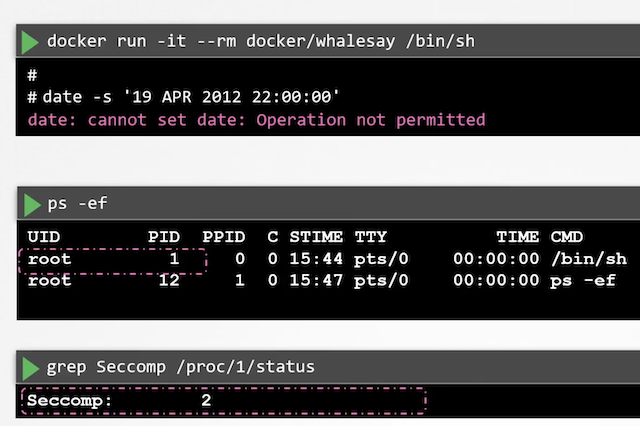 docker run -it --rm docker/whalesay /bin/sh
#
# date -s '19 APR 2012 22:00:00'
date: cannot set date: Operation not permitted
ps -ef
UID PID PPID C STIME TTY TIME CMD
root 1 0 0 15:44 pts/0 00:00:00 /bin/sh
root 12 1 0 15:47 pts/0 00:00:00 ps -ef
grep Seccomp /proc/1/status
Seccomp: 2